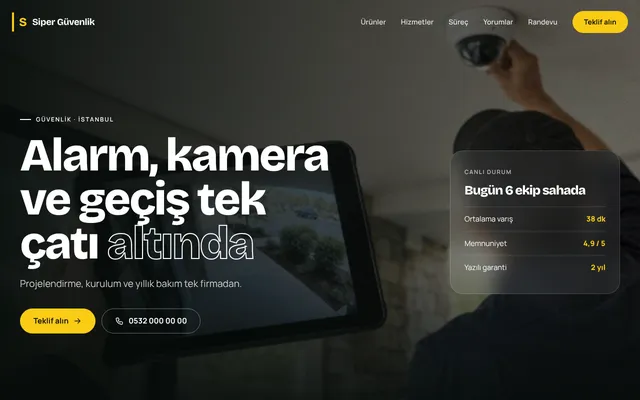 S Siper Güvenlik
Ürünler Hizmetler Süreç Yorumlar Randevu Teklif alın
GÜVENLİK · İSTANBUL
Alarm, kamera
ve geçiş tek
çatı altında
Projelendirme, kurulum ve yıllık bakım tek firmadan.
Teklif alın → 0532 000 00 00
CANLI DURUM
Bugün 6 ekip sahada
Ortalama varış 38 dk
Memnuniyet 4,9 / 5
Yazılı garanti 2 yıl